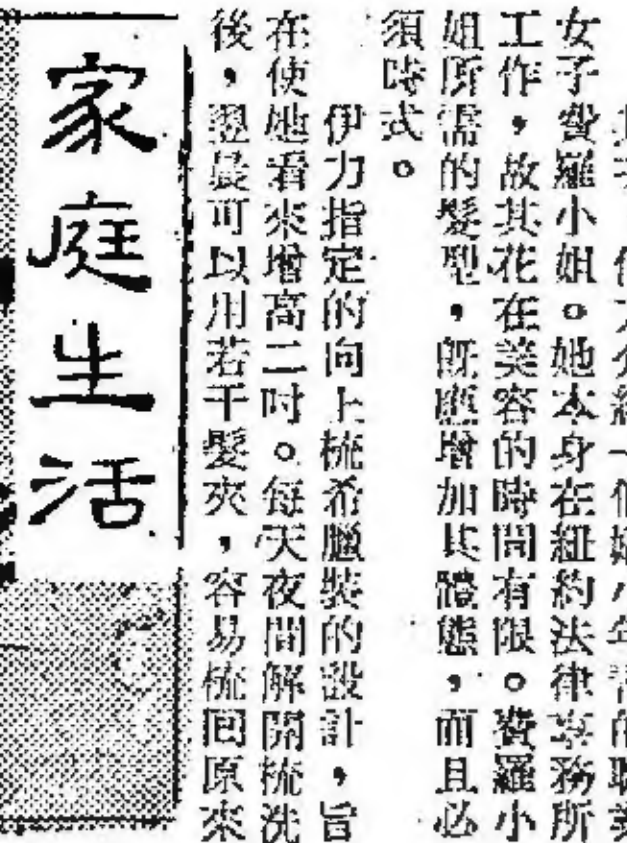 女子費羅小姐。她本身在紐約法律事務所
工作，故其花在美容的時間有限。費羅小
姐所需的髮型，旣應增加其體態，而且必
須時式。
伊力指定的向上梳希臘裝的設計，旨
在使她看來增高二吋。每天夜間解開梳洗
後，翌晨可以用若干髮夾，容易梳回原來
家庭生活